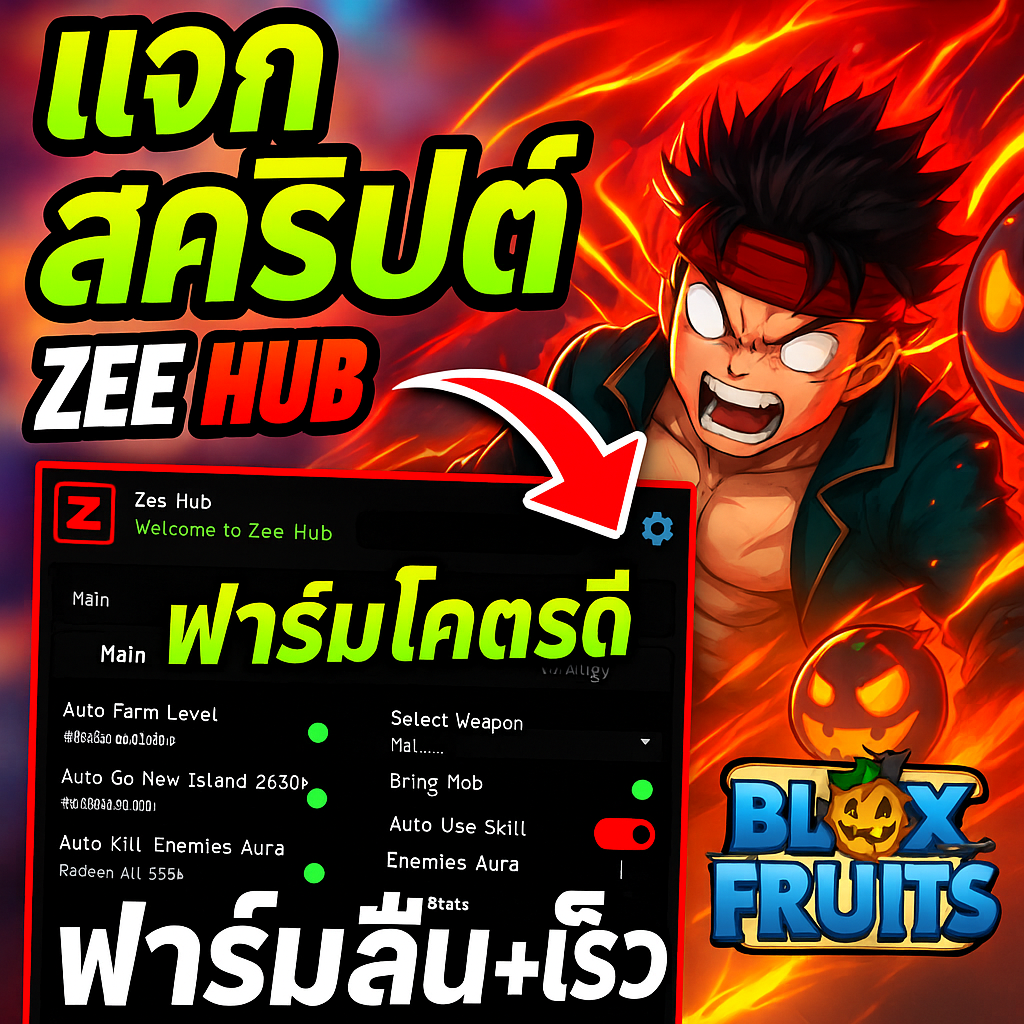 แจก
สคริปต์
ZEE HUB
Zes Hub
Welcome to Zee Hub
Main
ฟาร์มโคตรดี
Main
Auto Farm Level
Select Weapon
Mal......
Auto Go New Island 2630
Bring Mob
Auto Use Skill
Auto Kill Enemies Aura
Enemies Aura
Radeen All 555
Stats
ฟาร์มลื่น+เร็ว
BLOX
FRUITS